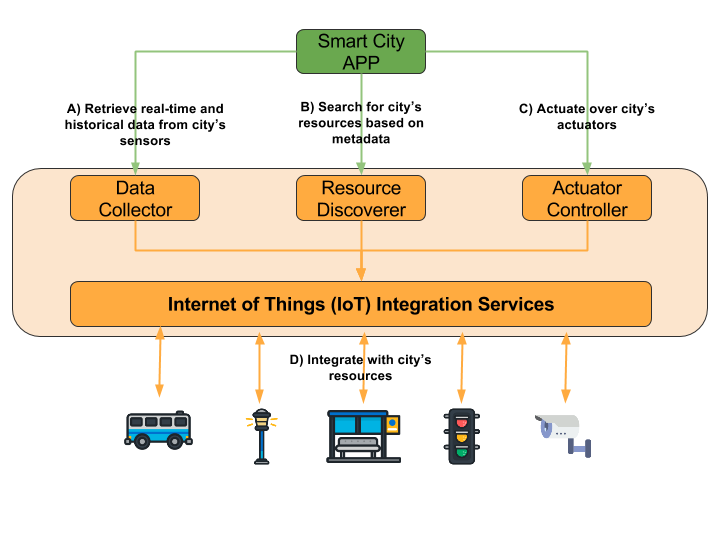 Smart City
APP
A) Retrieve real-time and
historical data from city's
sensors
B) Search for city's
resources based on
metadata
C) Actuate over city's
actuators
Data
Collector
Resource
Discoverer
Actuator
Controller
Internet of Things (IoT) Integration Services
D) Integrate with city's
resources